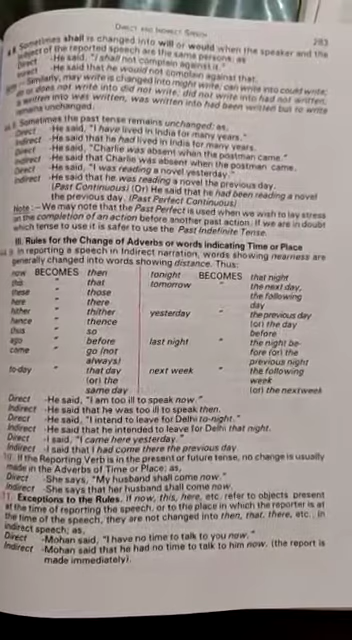 DIRECT AND INDIRECT SPEECH
283
Sometimes shall is changed into will or would when the speaker and the
subject of the reported speech are the same persons; as
Direct -He said, "I shall not complain against it."
-He said that he would not complain against that.
Similarly, may write is changed into might write; can write into could write;
or does not write into did not write; did not write into had not written,
is written into was written, was written into had been written but to write
remains unchanged.
Sometimes the past tense remains unchanged: as,
Direct -He said, "I have lived in India for many years."
Indirect -He said that he had lived in India for many years.
Direct -He said, "Charlie was absent when the postman came."
Indirect -He said that Charlie was absent when the postman came.
Direct -He said, "I was reading a novel yesterday."
Indirect -He said that he was reading a novel the previous day.
(Past Continuous) (Or) He said that he had been reading a novel
the previous day. (Past Perfect Continuous)
Note :-We may note that the Past Perfect is used when we wish to lay stress
on the completion of an action before another past action. If we are in doubt
which tense to use it is safer to use the Past Indefinite Tense.
III. Rules for the Change of Adverbs or words indicating Time or Place
In reporting a speech in Indirect narration, words showing nearness are
generally changed into words showing distance. Thus:
now BECOMES then tonight BECOMES that night
this " that tomorrow " the next day,
these " those the following
here " there day
hither " thither yesterday " the previous day
hence " thence (or) the day
thus " so before
ago " before last night " the night be-
come " go (not fore (or) the
always) previous night
to-day " that day next week " the following
(or) the week
same day (or) the nextweek
Direct -He said, "I am too ill to speak now."
Indirect -He said that he was too ill to speak then.
Direct -He said, "I intend to leave for Delhi to-night."
Indirect -He said that he intended to leave for Delhi that night.
Direct -I said, "I came here yesterday."
Indirect -I said that I had come there the previous day.
10. If the Reporting Verb is in the present or future tense, no change is usually
made in the Adverbs of Time or Place; as,
Direct -She says, "My husband shall come now."
Indirect -She says that her husband shall come now.
11. Exceptions to the Rules. If now, this, here, etc. refer to objects present
at the time of reporting the speech, or to the place in which the reporter is at
the time of the speech, they are not changed into then, that, there, etc., in
indirect speech; as,
Direct -Mohan said, "I have no time to talk to you now."
Indirect -Mohan said that he had no time to talk to him now. (the report is
made immediately).